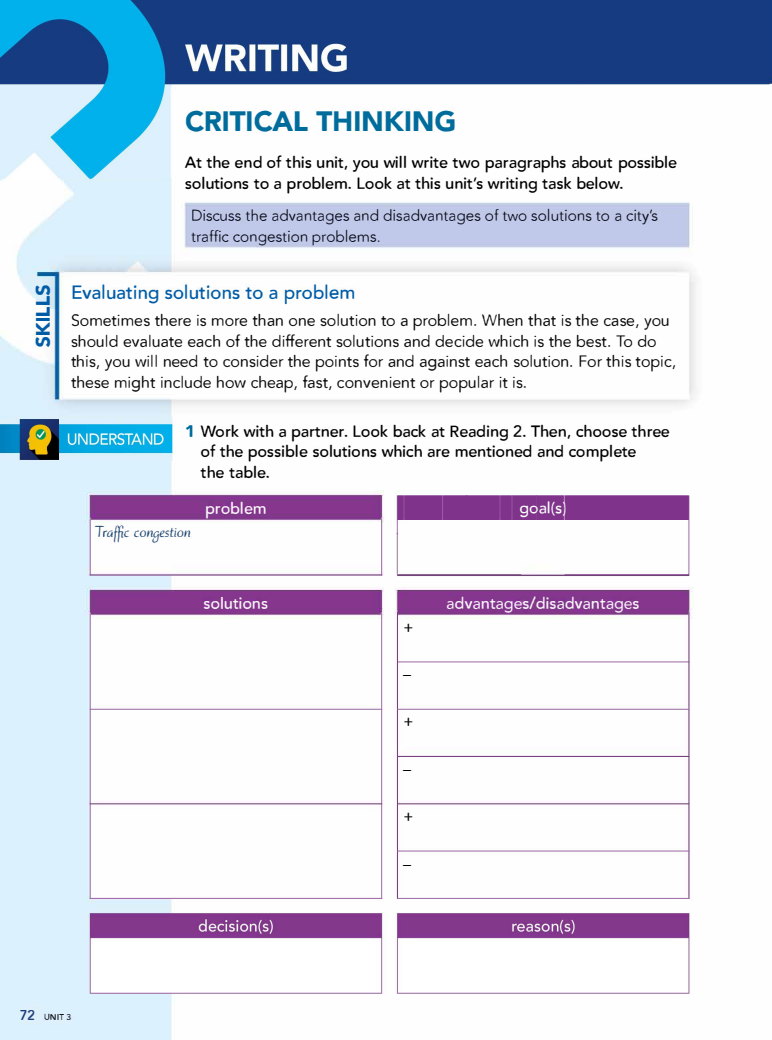 WRITING
CRITICAL THINKING
At the end of this unit, you will write two paragraphs about possible
solutions to a problem. Look at this unit's writing task below.
Discuss the advantages and disadvantages of two solutions to a city's
traffic congestion problems.
SKILLS
Evaluating solutions to a problem
Sometimes there is more than one solution to a problem. When that is the case, you
should evaluate each of the different solutions and decide which is the best. To do
this, you will need to consider the points for and against each solution. For this topic,
these might include how cheap, fast, convenient or popular it is.
UNDERSTAND
1 Work with a partner. Look back at Reading 2. Then, choose three
of the possible solutions which are mentioned and complete
the table.
problem
Traffic congestion
goal(s)
solutions
advantages/disadvantages
+
–
+
–
+
–
decision(s)
reason(s)
72 UNIT 3